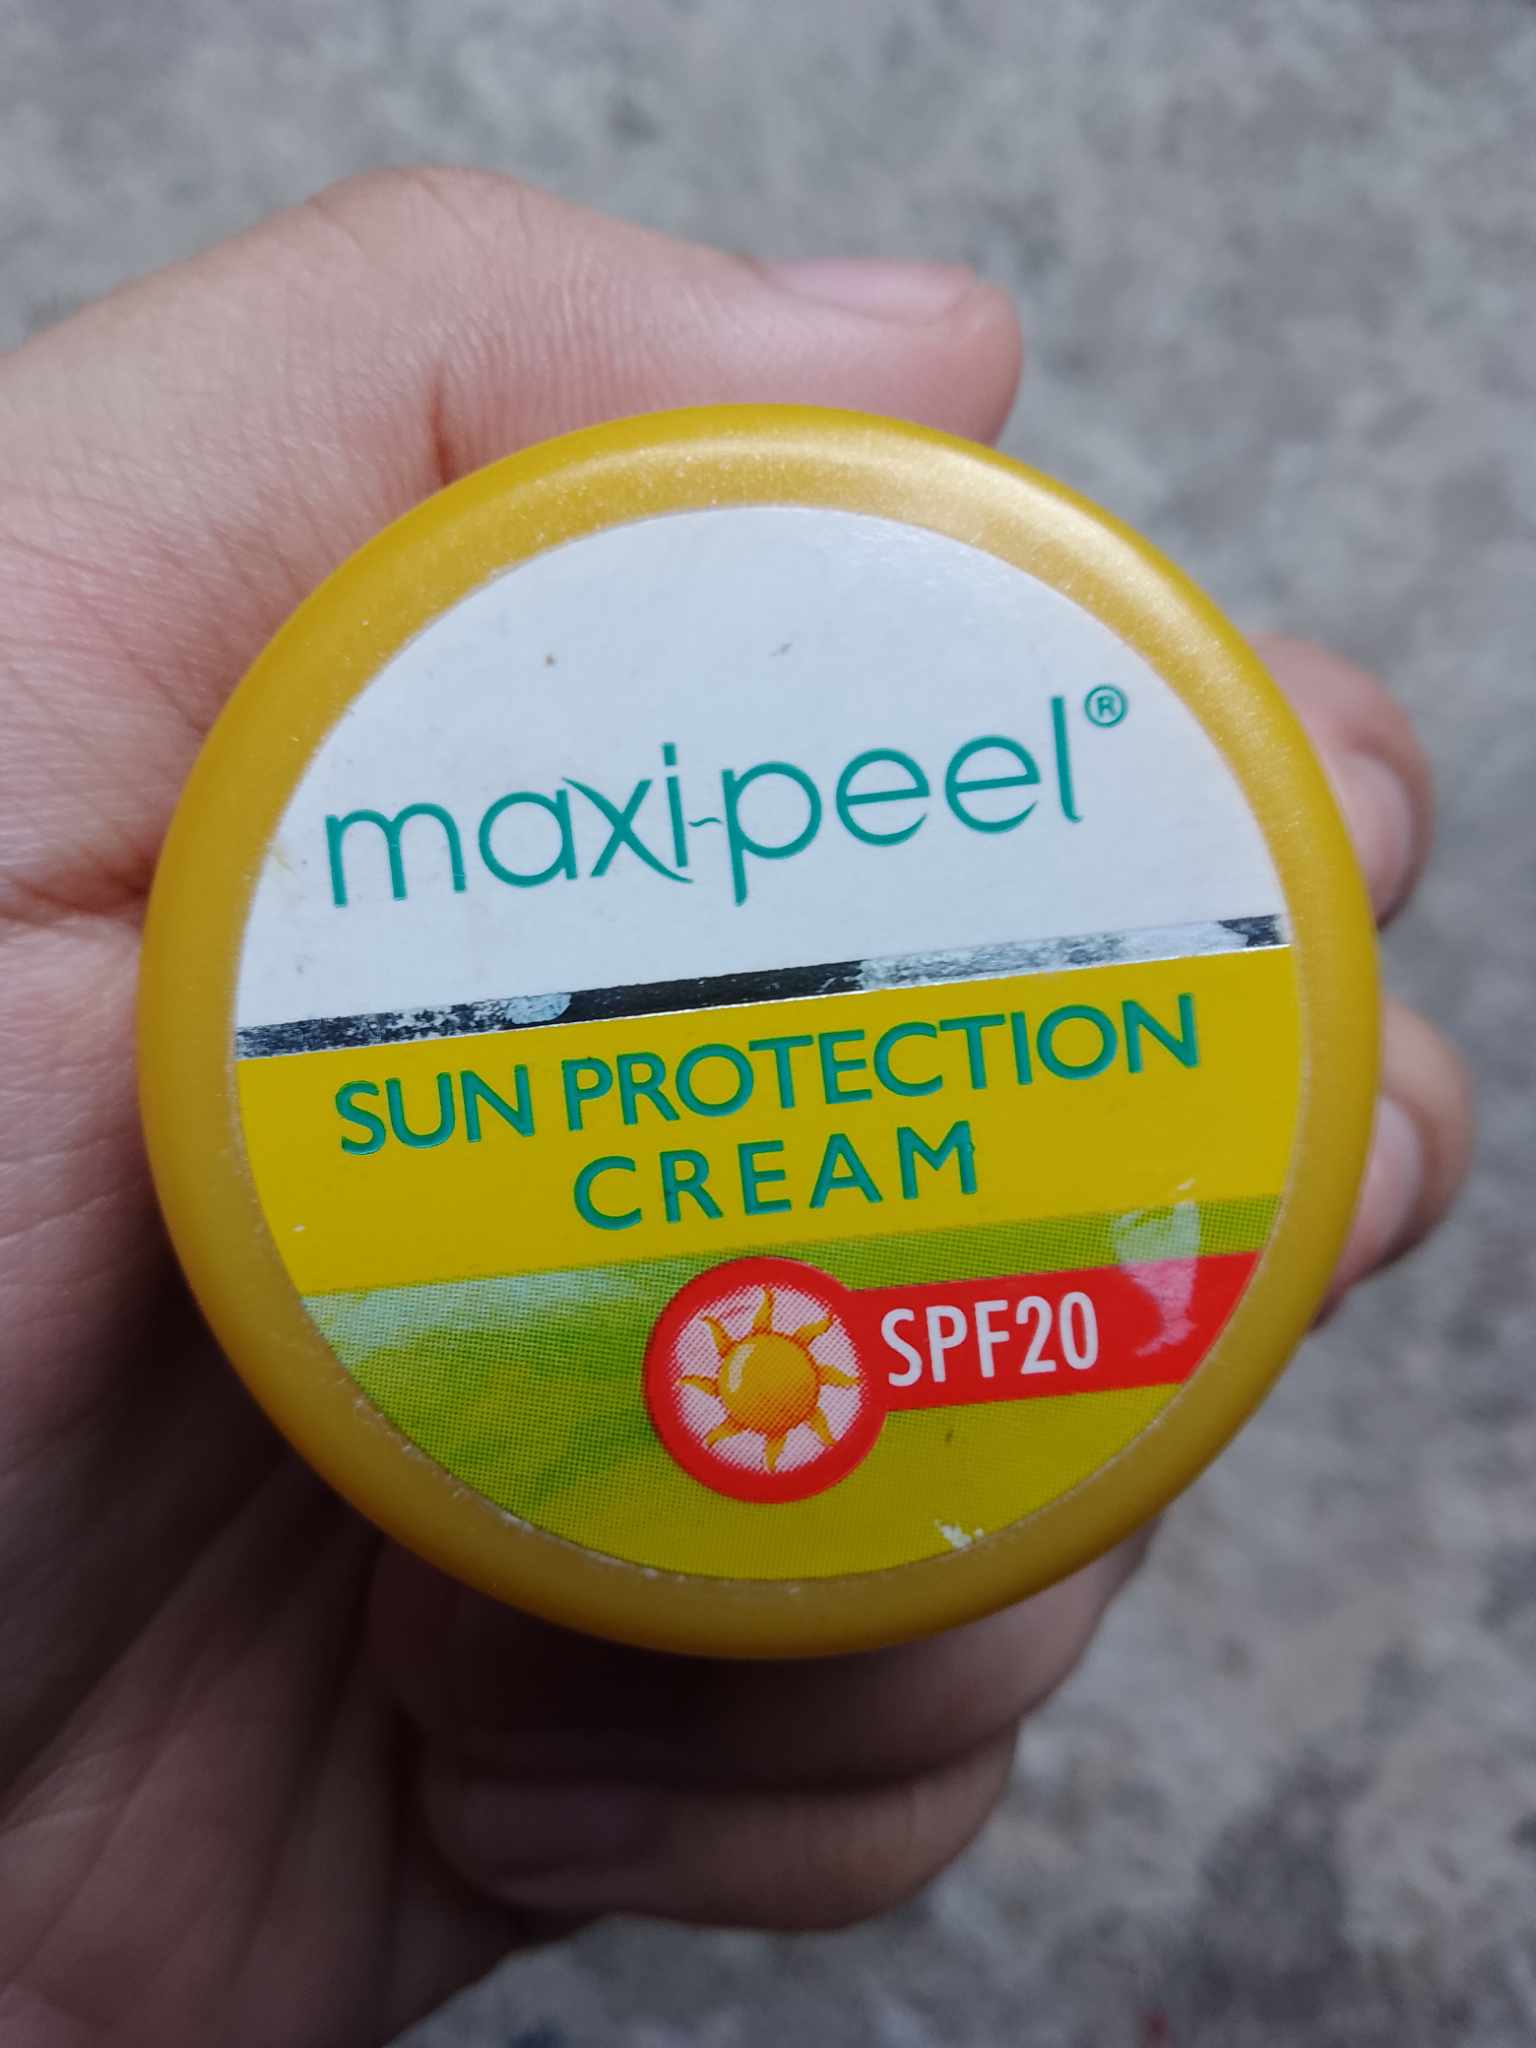 maxi-peel®
SUN PROTECTION
CREAM
SPF20